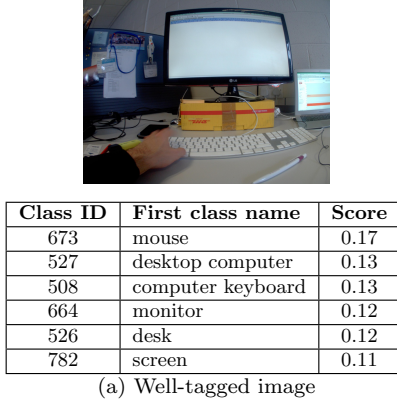 LG
Class ID First class name Score
673 mouse 0.17
527 desktop computer 0.13
508 computer keyboard 0.13
664 monitor 0.12
526 desk 0.12
782 screen 0.11
(a) Well-tagged image